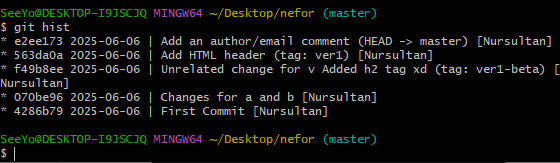 SeeYo@DESKTOP-I9JSCJQ MINGW64 ~/Desktop/nefor (master)
$ git hist
* e2ee173 2025-06-06 | Add an author/email comment (HEAD -> master) [Nursultan]
* 563da0a 2025-06-06 | Add HTML header (tag: ver1) [Nursultan]
* f49b8ee 2025-06-06 | Unrelated change for v Added h2 tag xd (tag: ver1-beta) [
Nursultan]
* 070be96 2025-06-06 | Changes for a and b [Nursultan]
* 4286b79 2025-06-06 | First Commit [Nursultan]
SeeYo@DESKTOP-I9JSCJQ MINGW64 ~/Desktop/nefor (master)
$